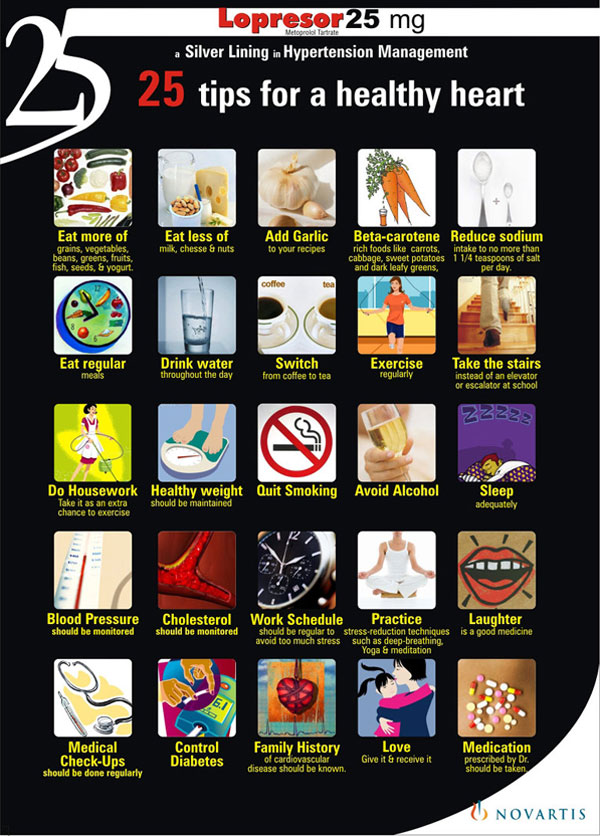 25
Lopresor 25 mg
Metoprolol Tartrate
a Silver Lining in Hypertension Management
25 tips for a healthy heart
Eat more of
grains, vegetables,
beans, greens, fruits,
fish, seeds, & yogurt.
Eat less of
milk, chesse & nuts
Add Garlic
to your recipes
Beta-carotene
rich foods like carrots,
cabbage, sweet potatoes
and dark leafy greens,
Reduce sodium
intake to no more than
1 1/4 teaspoons of salt
per day.
Eat regular
meals
Drink water
throughout the day
coffee tea
Switch
from coffee to tea
Exercise
regularly
Take the stairs
instead of an elevator
or escalator at school
Do Housework
Take it as an extra
chance to exercise
Healthy weight
should be maintained
Quit Smoking
Avoid Alcohol
ZZZZZ
Sleep
adequately
Blood Pressure
should be monitored
Cholesterol
should be monitored
Work Schedule
should be regular to
avoid too much stress
Practice
stress-reduction techniques
such as deep-breathing,
Yoga & meditation
Laughter
is a good medicine
Medical
Check-Ups
should be done regularly
Control
Diabetes
Family History
of cardiovascular
disease should be known.
Love
Give it & receive it
Medication
prescribed by Dr.
should be taken.
NOVARTIS